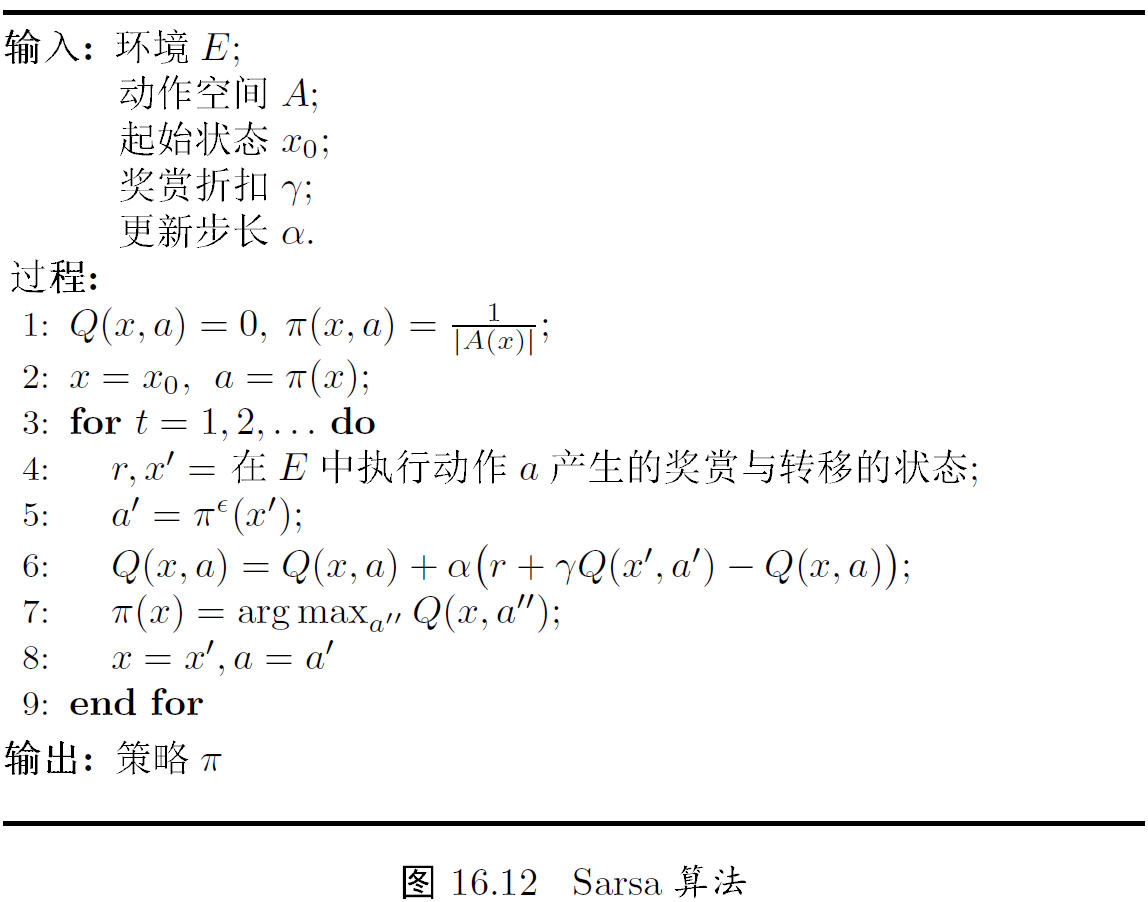 输入: 环境 E;
动作空间 A;
起始状态 x₀;
奖赏折扣 γ;
更新步长 α.
过程:
1: Q(x, a) = 0, π(x, a) = 1/|A(x)|;
2: x = x₀, a = π(x);
3: for t = 1, 2, . . . do
4: r, x′ = 在 E 中执行动作 a 产生的奖赏与转移的状态;
5: a′ = π^ϵ(x′);
6: Q(x, a) = Q(x, a) + α(r + γQ(x′, a′) − Q(x, a));
7: π(x) = arg max_{a′′} Q(x, a′′);
8: x = x′, a = a′
9: end for
输出: 策略 π
图 16.12 Sarsa 算法